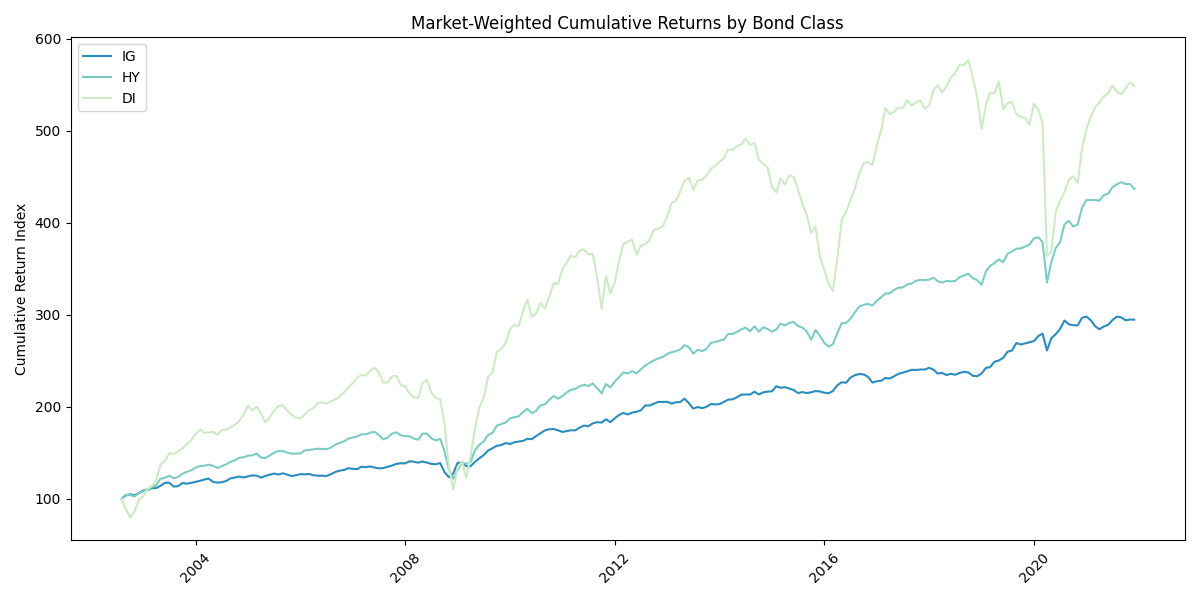 Market-Weighted Cumulative Returns by Bond Class
IG
HY
DI
Cumulative Return Index
600
500
400
300
200
100
2004
2008
2012
2016
2020